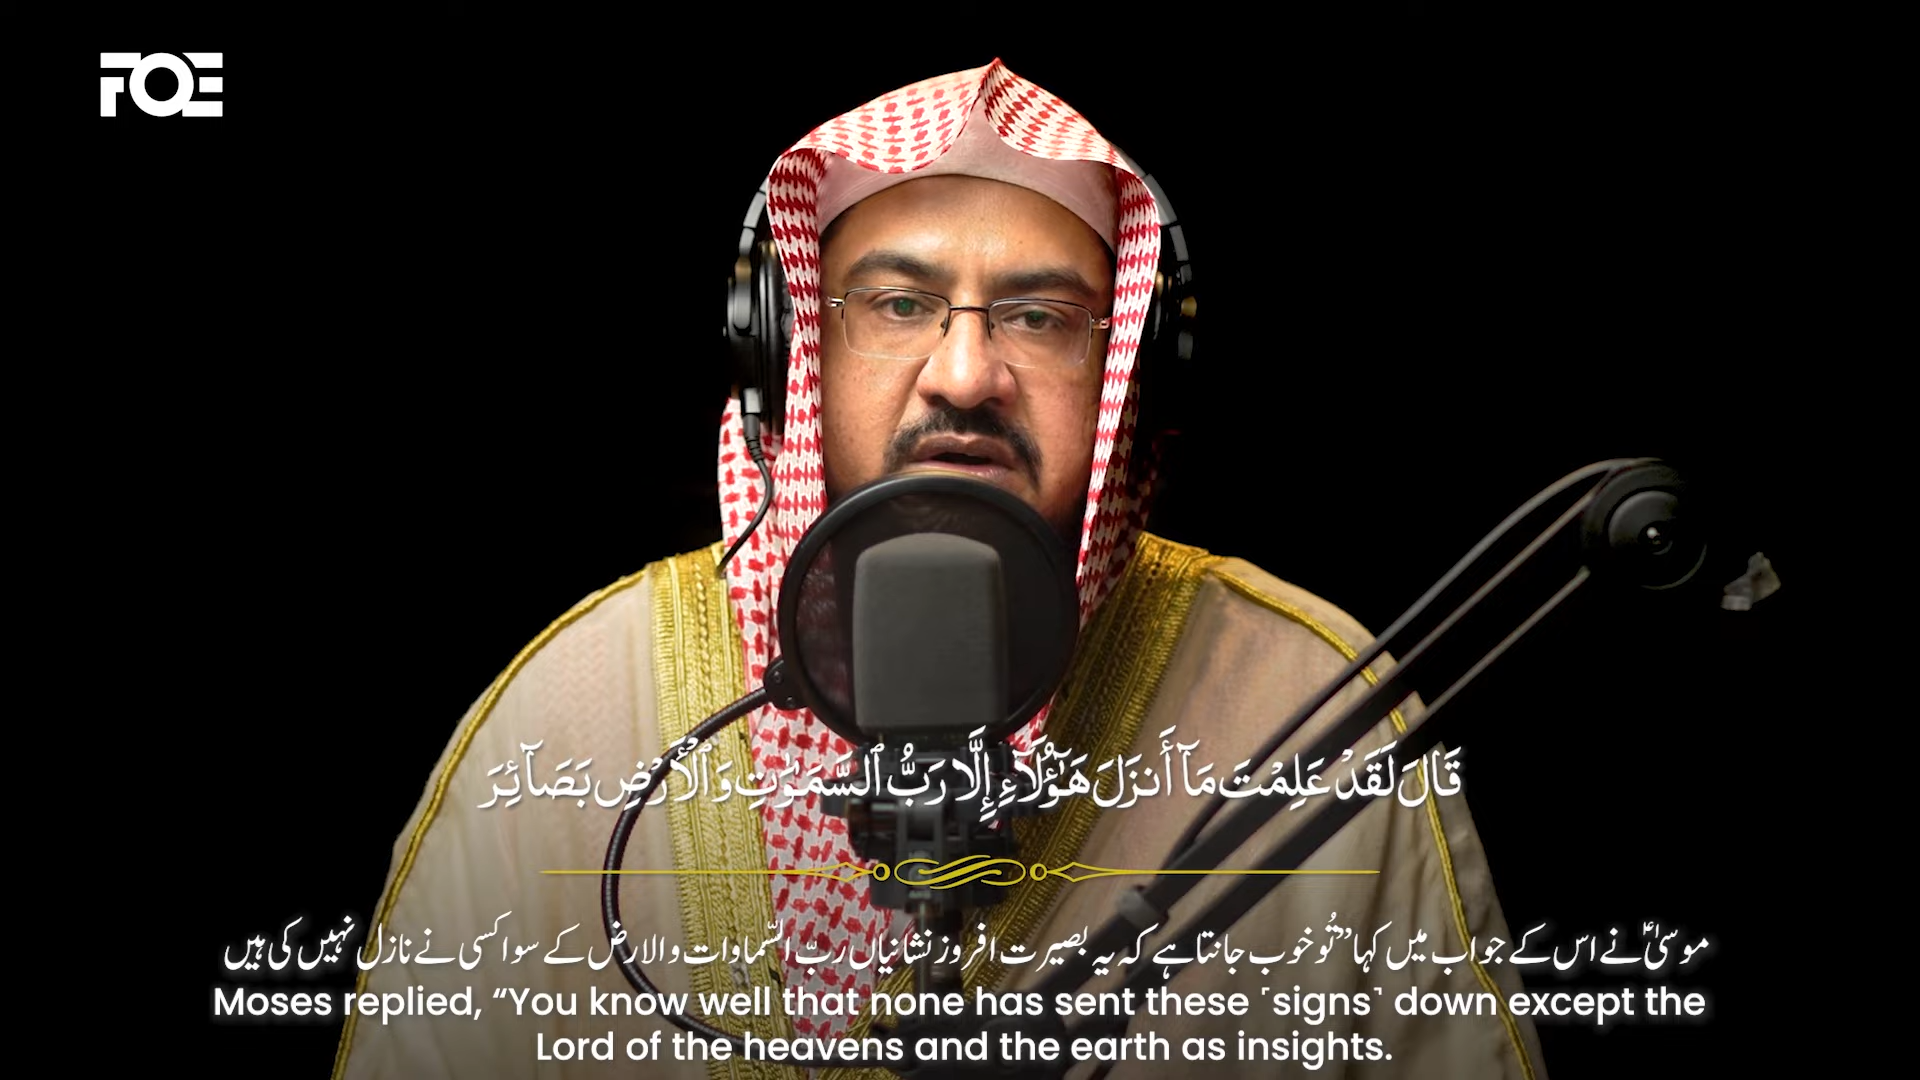 FOE
قَالَ لَقَدْ عَلِمْتَ مَآ أَنزَلَ هَـٰٓؤُلَآءِ إِلَّا رَبُّ ٱلسَّمَـٰوَٰتِ وَٱلْأَرْضِ بَصَآئِرَ
موسیٰؑ نے اس کے جواب میں کہا ”تُو خوب جانتا ہے کہ یہ بصیرت افروز نشانیاں ربّ السّماوات و الارض کے سوا کسی نے نازل نہیں کی ہیں
Moses replied, “You know well that none has sent these ˹signs˺ down except the
Lord of the heavens and the earth as insights.